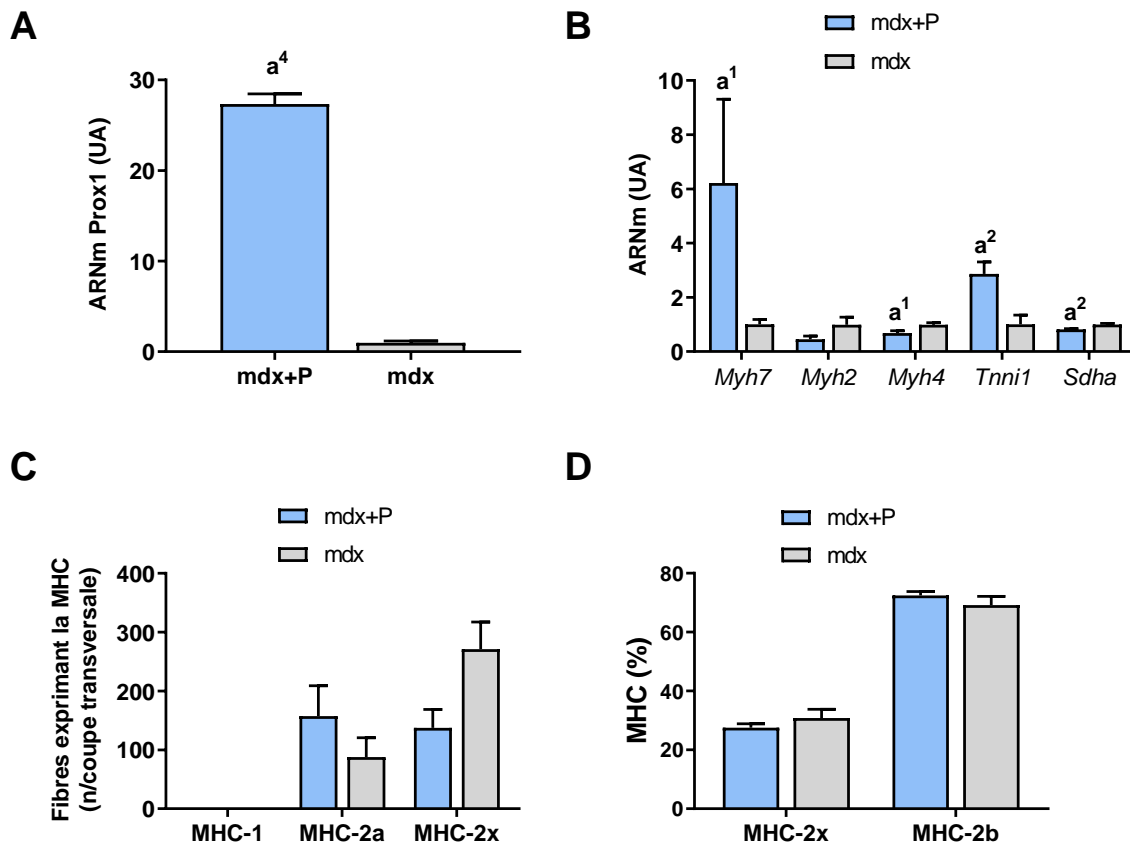 A
a⁴
ARNm Prox1 (UA)
30
20
10
0
mdx+P mdx
B
mdx+P
mdx
ARNm (UA)
10
8
6
4
2
0
a¹
a¹
a²
a²
Myh7 Myh2 Myh4 Tnni1 Sdha
C
mdx+P
mdx
Fibres exprimant la MHC
(n/coupe transversale)
400
300
200
100
0
MHC-1 MHC-2a MHC-2x
D
mdx+P
mdx
MHC (%)
80
60
40
20
0
MHC-2x MHC-2b